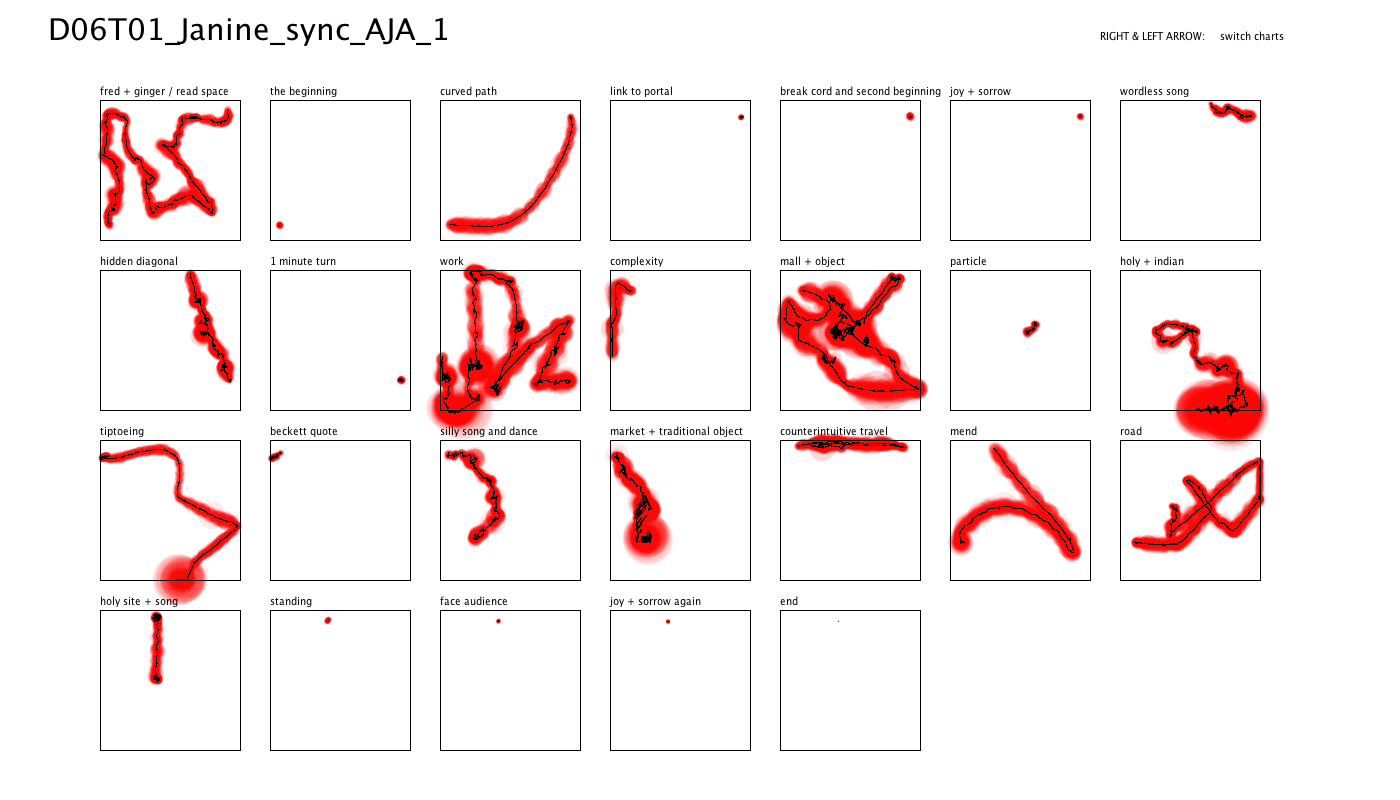 D06T01_Janine_sync_AJA_1
RIGHT & LEFT ARROW: switch charts
fred + ginger / read space
the beginning
curved path
link to portal
break cord and second beginning
joy + sorrow
wordless song
hidden diagonal
1 minute turn
work
complexity
mall + object
particle
holy + indian
tiptoeing
beckett quote
silly song and dance
market + traditional object
counterintuitive travel
mend
road
holy site + song
standing
face audience
joy + sorrow again
end